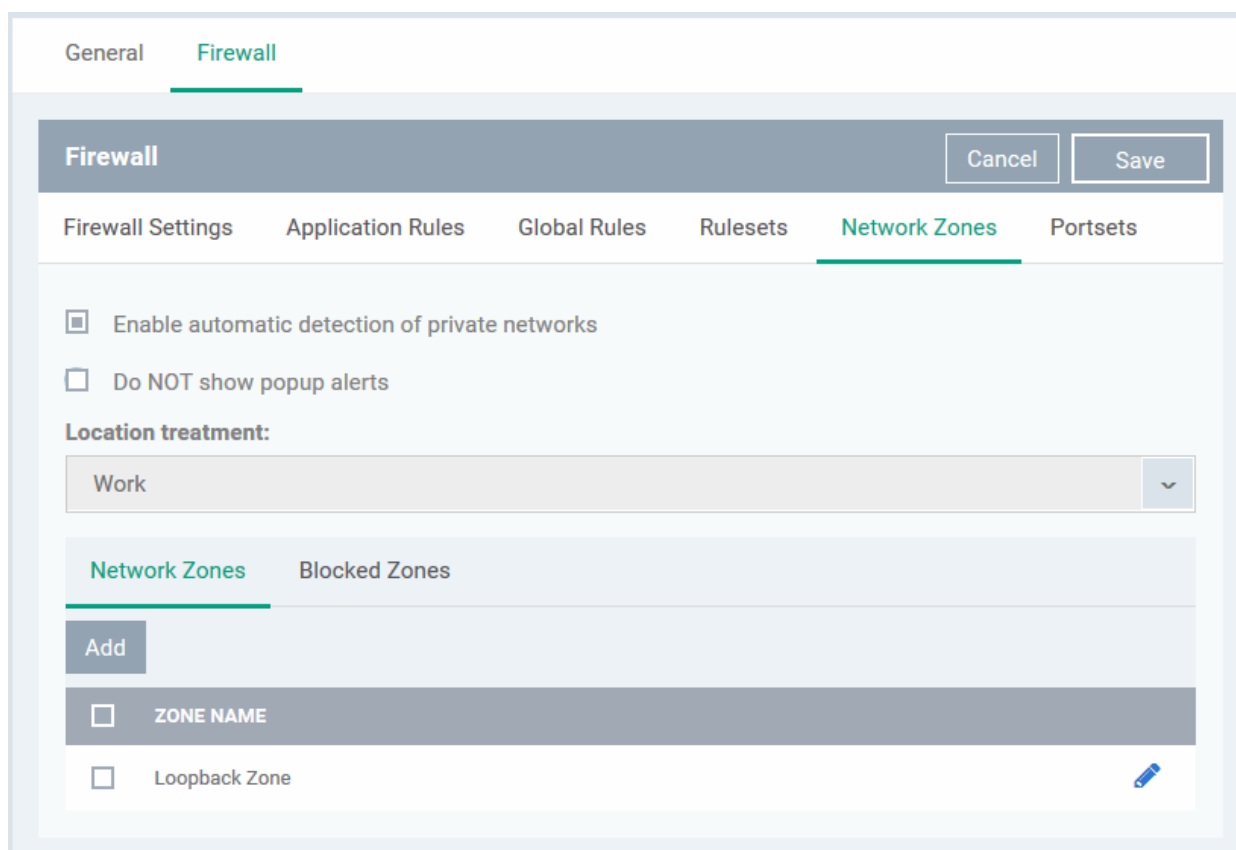 General Firewall
Firewall Cancel Save
Firewall Settings Application Rules Global Rules Rulesets Network Zones Portsets
Enable automatic detection of private networks
Do NOT show popup alerts
Location treatment:
Work
Network Zones Blocked Zones
Add
ZONE NAME
Loopback Zone